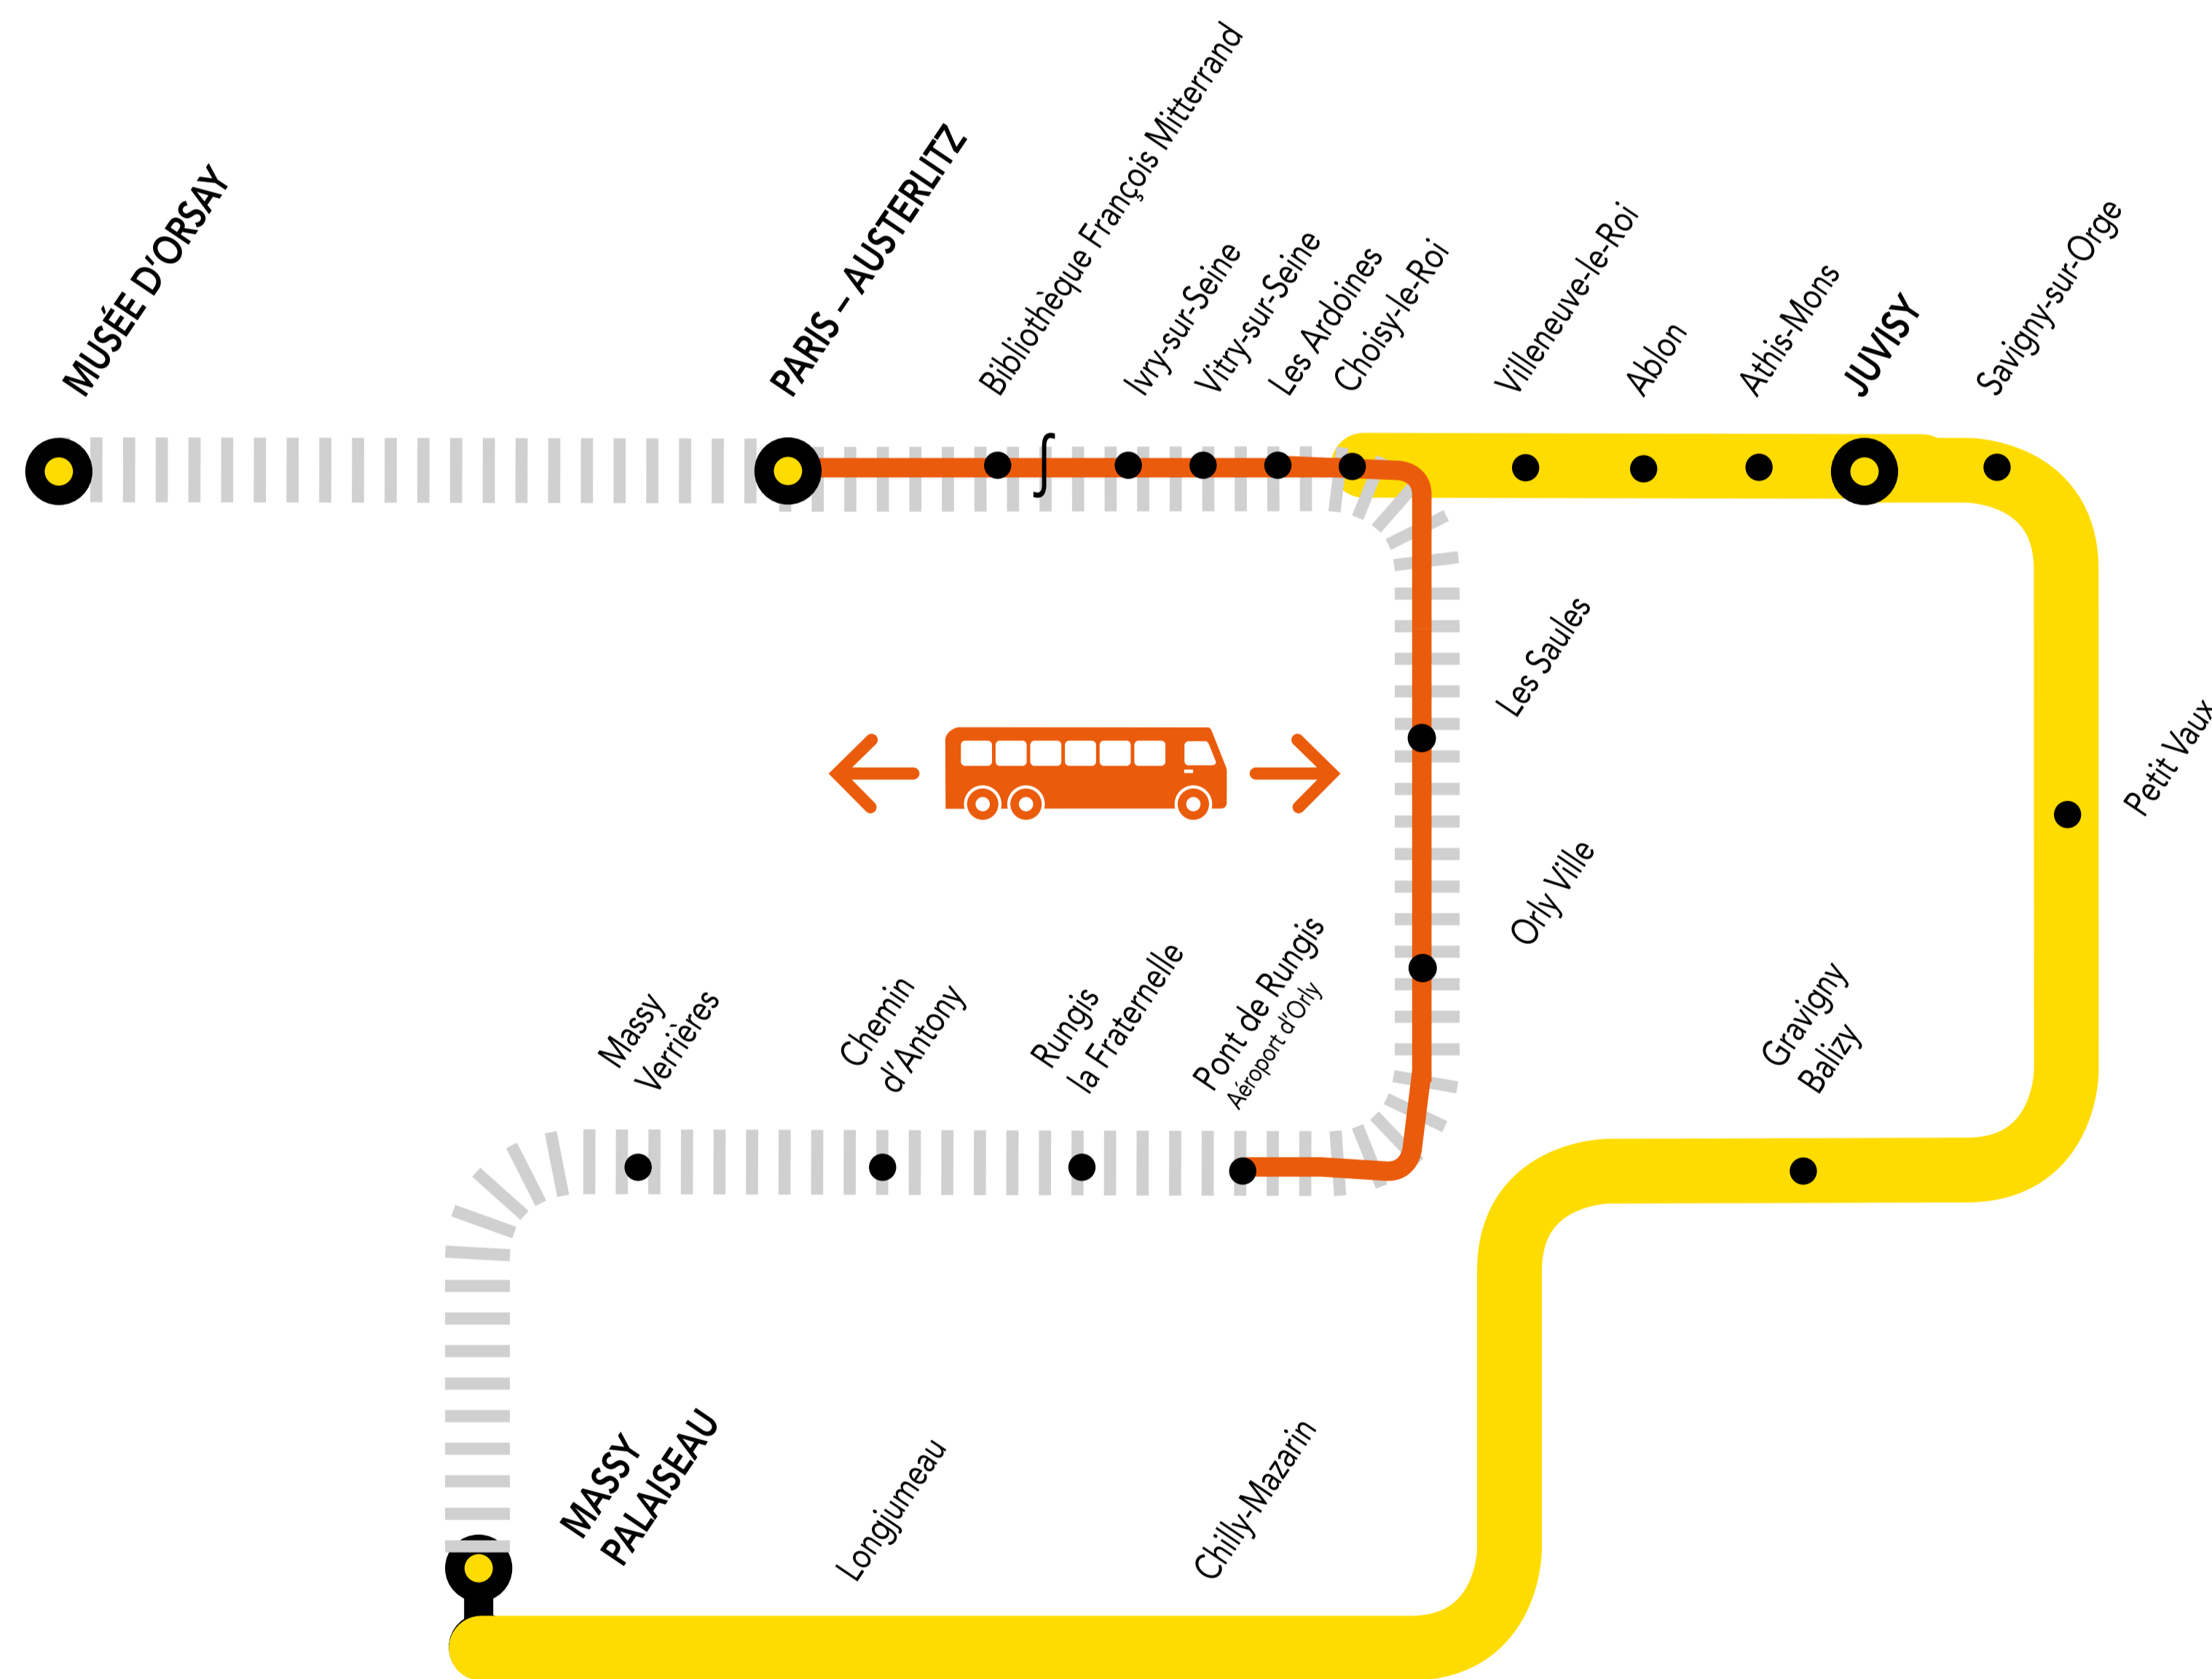 MUSÉE D'ORSAY
PARIS – AUSTERLITZ
Bibliothèque François Mitterrand
Ivry-sur-Seine
Vitry-sur-Seine
Les Ardoines
Choisy-le-Roi
Villeneuve-le-Roi
Ablon
Athis-Mons
JUVISY
Savigny-sur-Orge
Les Saules
Petit Vaux
Orly Ville
Massy
Verrières
Chemin
d'Antony
Rungis
la Fraternelle
Pont de Rungis
Aéroport d'Orly
Gravigny
Balizy
MASSY
PALAISEAU
Longjumeau
Chilly-Mazarin